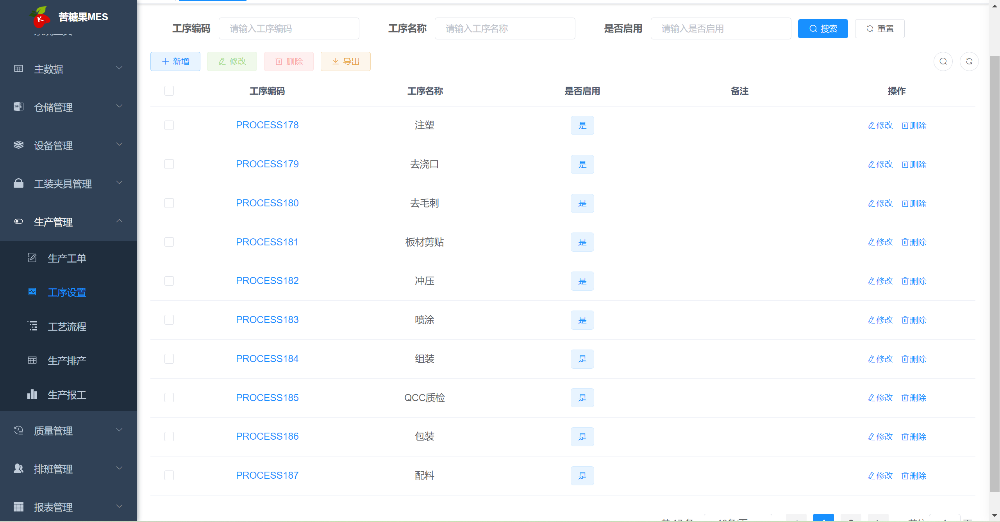 苦糖果MES
主数据
仓储管理
设备管理
工装夹具管理
生产管理
生产工单
工序设置
工艺流程
生产排产
生产报工
质量管理
排班管理
报表管理
工序编码 请输入工序编码 工序名称 请输入工序名称 是否启用 请输入是否启用 搜索 重置
新增 修改 删除 导出
工序编码 工序名称 是否启用 备注 操作
PROCESS178 注塑 是 修改 删除
PROCESS179 去浇口 是 修改 删除
PROCESS180 去毛刺 是 修改 删除
PROCESS181 板材剪贴 是 修改 删除
PROCESS182 冲压 是 修改 删除
PROCESS183 喷涂 是 修改 删除
PROCESS184 组装 是 修改 删除
PROCESS185 QCC质检 是 修改 删除
PROCESS186 包装 是 修改 删除
PROCESS187 配料 是 修改 删除